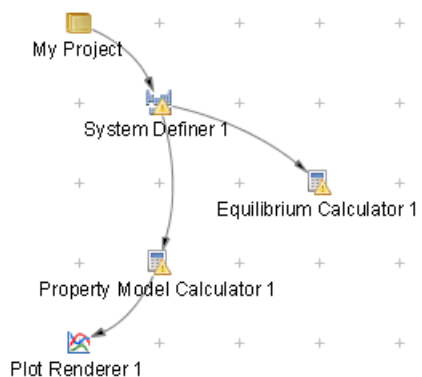 My Project
System Definer 1
Equilibrium Calculator 1
Property Model Calculator 1
Plot Renderer 1